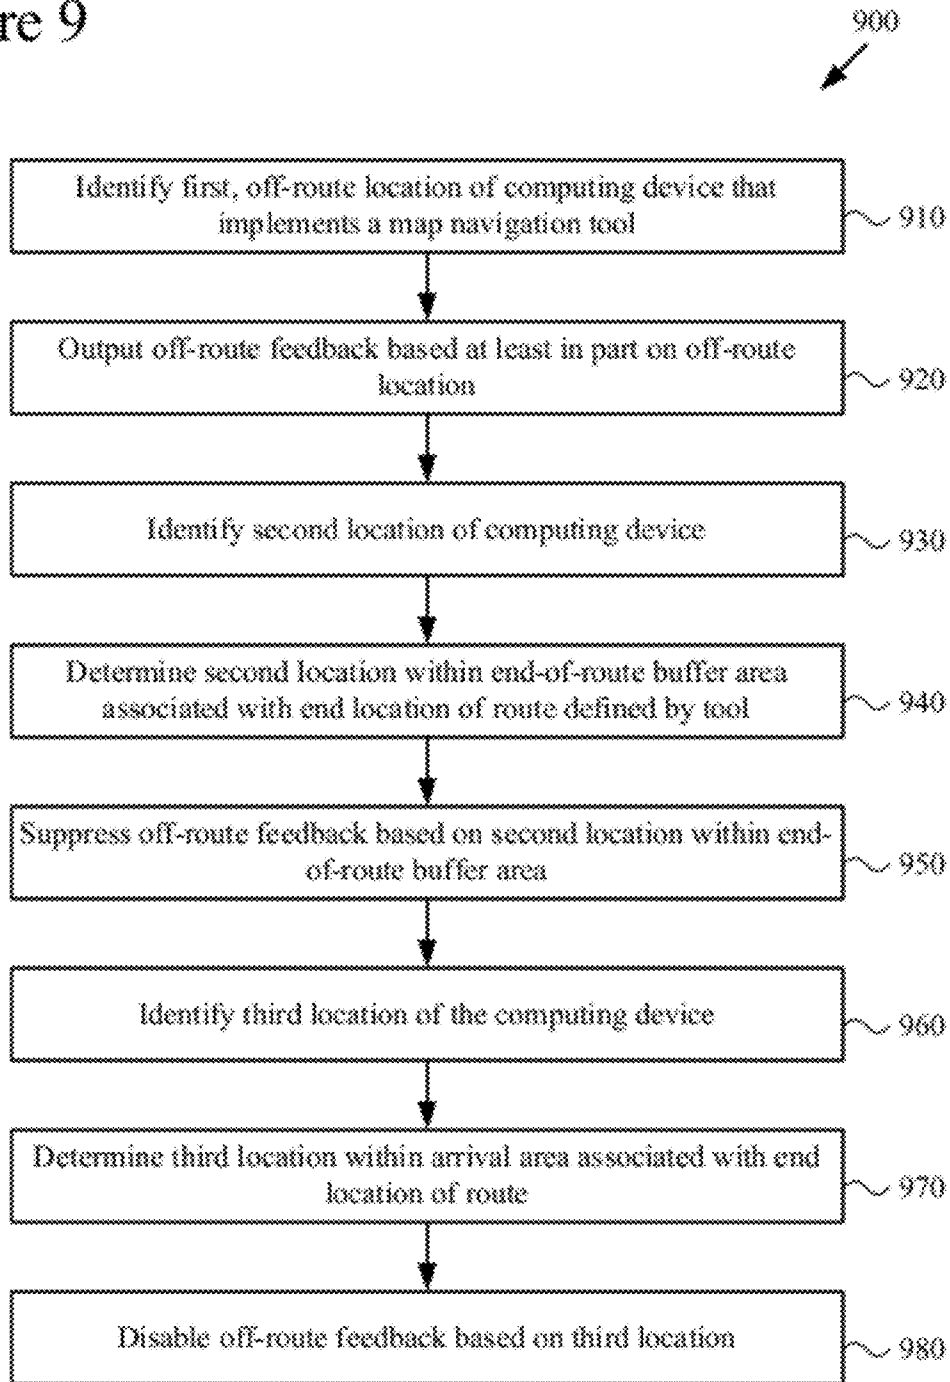 re 9
900
Identify first, off-route location of computing device that
implements a map navigation tool
910
Output off-route feedback based at least in part on off-route
location
920
Identify second location of computing device
930
Determine second location within end-of-route buffer area
associated with end location of route defined by tool
940
Suppress off-route feedback based on second location within end-
of-route buffer area
950
Identify third location of the computing device
960
Determine third location within arrival area associated with end
location of route
970
Disable off-route feedback based on third location
980